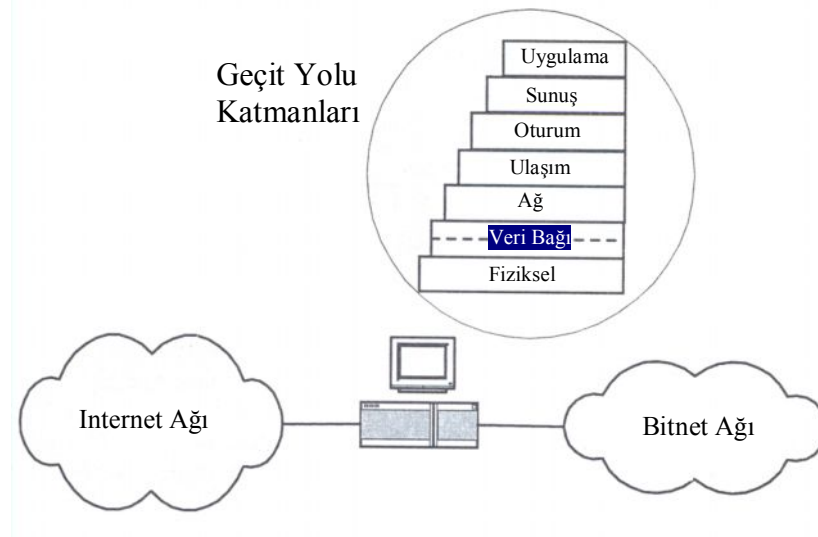 Geçit Yolu
Katmanları
Uygulama
Sunuş
Oturum
Ulaşım
Ağ
Veri Bağı
Fiziksel
Internet Ağı
Bitnet Ağı